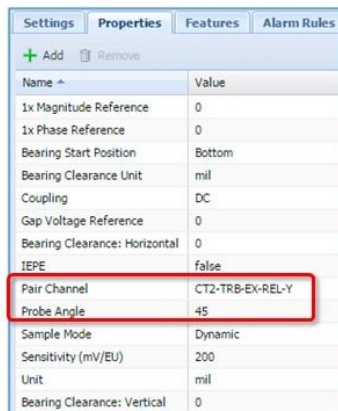 Settings Properties Features Alarm Rules
Add Remove
Name Value
1x Magnitude Reference 0
1x Phase Reference 0
Bearing Start Position Bottom
Bearing Clearance Unit mil
Coupling DC
Gap Voltage Reference 0
Bearing Clearance: Horizontal 0
IEPE false
Pair Channel CT2-TRB-EX-REL-Y
Probe Angle 45
Sample Mode Dynamic
Sensitivity (mV/EU) 200
Unit mil
Bearing Clearance: Vertical 0